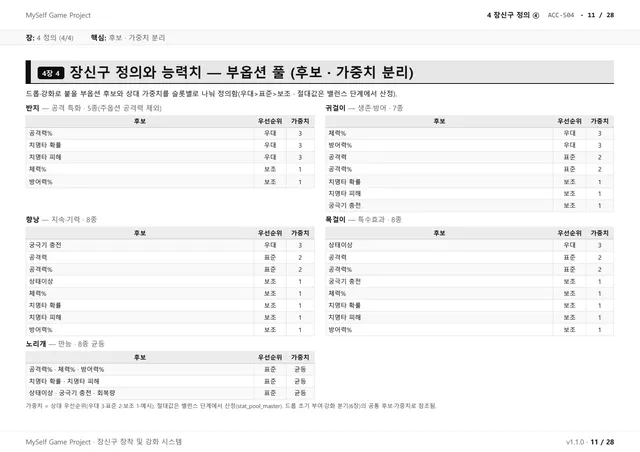 MySelf Game Project
4 장신구 정의 ④ ACC-S04 · 11 / 28
장: 4 정의 (4/4) 핵심: 후보 · 가중치 분리
4장 4 장신구 정의와 능력치 — 부옵션 풀 (후보 · 가중치 분리)
드롭·강화로 붙을 부옵션 후보와 상대 가중치를 슬롯별로 나눠 정의함(우대>표준>보조 · 절대값은 밸런스 단계에서 산정).
반지 — 공격 특화 · 5종(주옵션 공격력 제외)
후보 우선순위 가중치
공격력% 우대 3
치명타 확률 우대 3
치명타 피해 우대 3
체력% 보조 1
방어력% 보조 1
귀걸이 — 생존·방어 · 7종
후보 우선순위 가중치
체력% 우대 3
방어력% 우대 3
공격력 표준 2
공격력% 표준 2
치명타 확률 보조 1
치명타 피해 보조 1
궁극기 충전 보조 1
향낭 — 지속·기력 · 8종
후보 우선순위 가중치
궁극기 충전 우대 3
공격력 표준 2
공격력% 표준 2
상태이상 보조 1
체력% 보조 1
치명타 확률 보조 1
치명타 피해 보조 1
방어력% 보조 1
목걸이 — 특수효과 · 8종
후보 우선순위 가중치
상태이상 우대 3
공격력 표준 2
공격력% 표준 2
궁극기 충전 보조 1
체력% 보조 1
치명타 확률 보조 1
치명타 피해 보조 1
방어력% 보조 1
노리개 — 만능 · 8종 균등
후보 우선순위 가중치
공격력% · 체력% · 방어력% 표준 균등
치명타 확률 · 치명타 피해 표준 균등
상태이상 · 궁극기 충전 · 회복량 표준 균등
가중치 = 상대 우선순위(우대 3·표준 2·보조 1·예시). 절대값은 밸런스 단계에서 산정(stat_pool_master). 드롭 초기 부여·강화 분기(6장)의 공통 후보·가중치로 참조됨.
MySelf Game Project · 장신구 장착 및 강화 시스템
v1.1.0 · 11 / 28